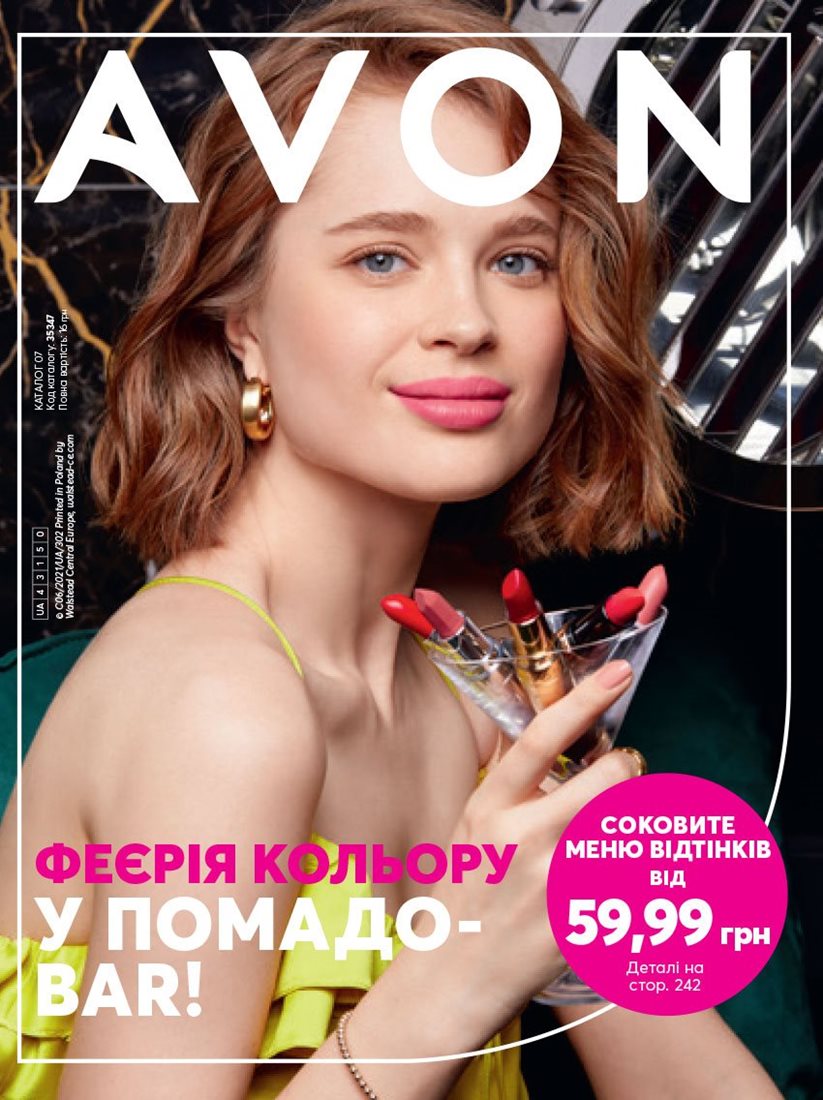 AVON
КАТАЛОГ 07
Код каталогу: 35347
Повна вартість: 16 грн
UA 4 3 1 5 0
© C06/2021/UA/302 Printed in Poland by
Walstead Central Europe, walstead-ce.com
ФЕЄРІЯ КОЛЬОРУ
У ПОМАДО-
BAR!
СОКОВИТЕ
МЕНЮ ВІДТІНКІВ
ВІД
59,99 грн
Деталі на
стор. 242